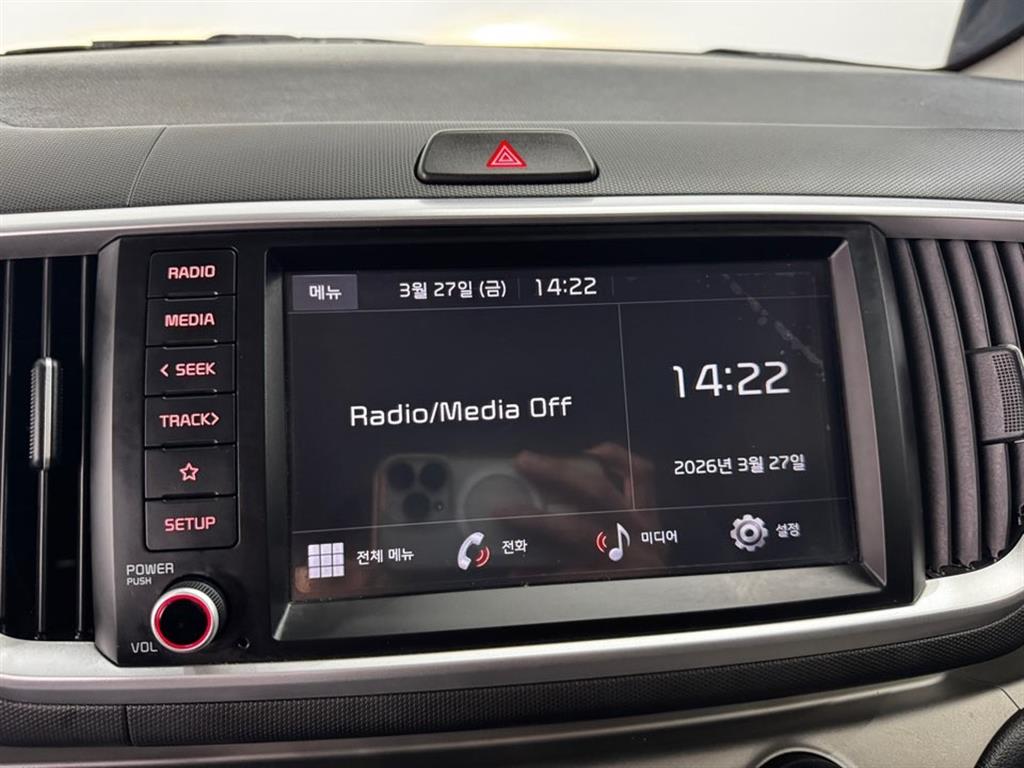 RADIO
MEDIA
< SEEK
TRACK>
SETUP
POWER
PUSH
VOL
메뉴 3월 27일 (금) 14:22
Radio/Media Off
14:22
2026년 3월 27일
전체 메뉴 전화 미디어 설정